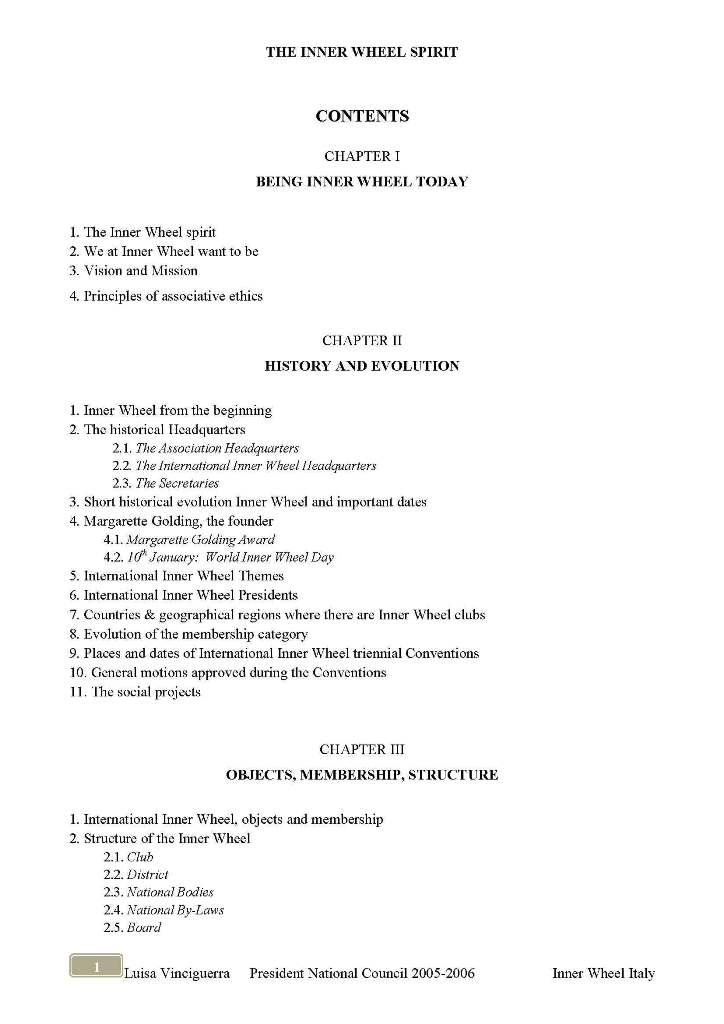 THE INNER WHEEL SPIRIT
CONTENTS
CHAPTER I
BEING INNER WHEEL TODAY
1. The Inner Wheel spirit
2. We at Inner Wheel want to be
3. Vision and Mission
4. Principles of associative ethics
CHAPTER II
HISTORY AND EVOLUTION
1. Inner Wheel from the beginning
2. The historical Headquarters
2.1. The Association Headquarters
2.2. The International Inner Wheel Headquarters
2.3. The Secretaries
3. Short historical evolution Inner Wheel and important dates
4. Margarette Golding, the founder
4.1. Margarette Golding Award
4.2. 10th January: World Inner Wheel Day
5. International Inner Wheel Themes
6. International Inner Wheel Presidents
7. Countries & geographical regions where there are Inner Wheel clubs
8. Evolution of the membership category
9. Places and dates of International Inner Wheel triennial Conventions
10. General motions approved during the Conventions
11. The social projects
CHAPTER III
OBJECTS, MEMBERSHIP, STRUCTURE
1. International Inner Wheel, objects and membership
2. Structure of the Inner Wheel
2.1. Club
2.2. District
2.3. National Bodies
2.4. National By-Laws
2.5. Board
1 Luisa Vinciguerra President National Council 2005-2006 Inner Wheel Italy